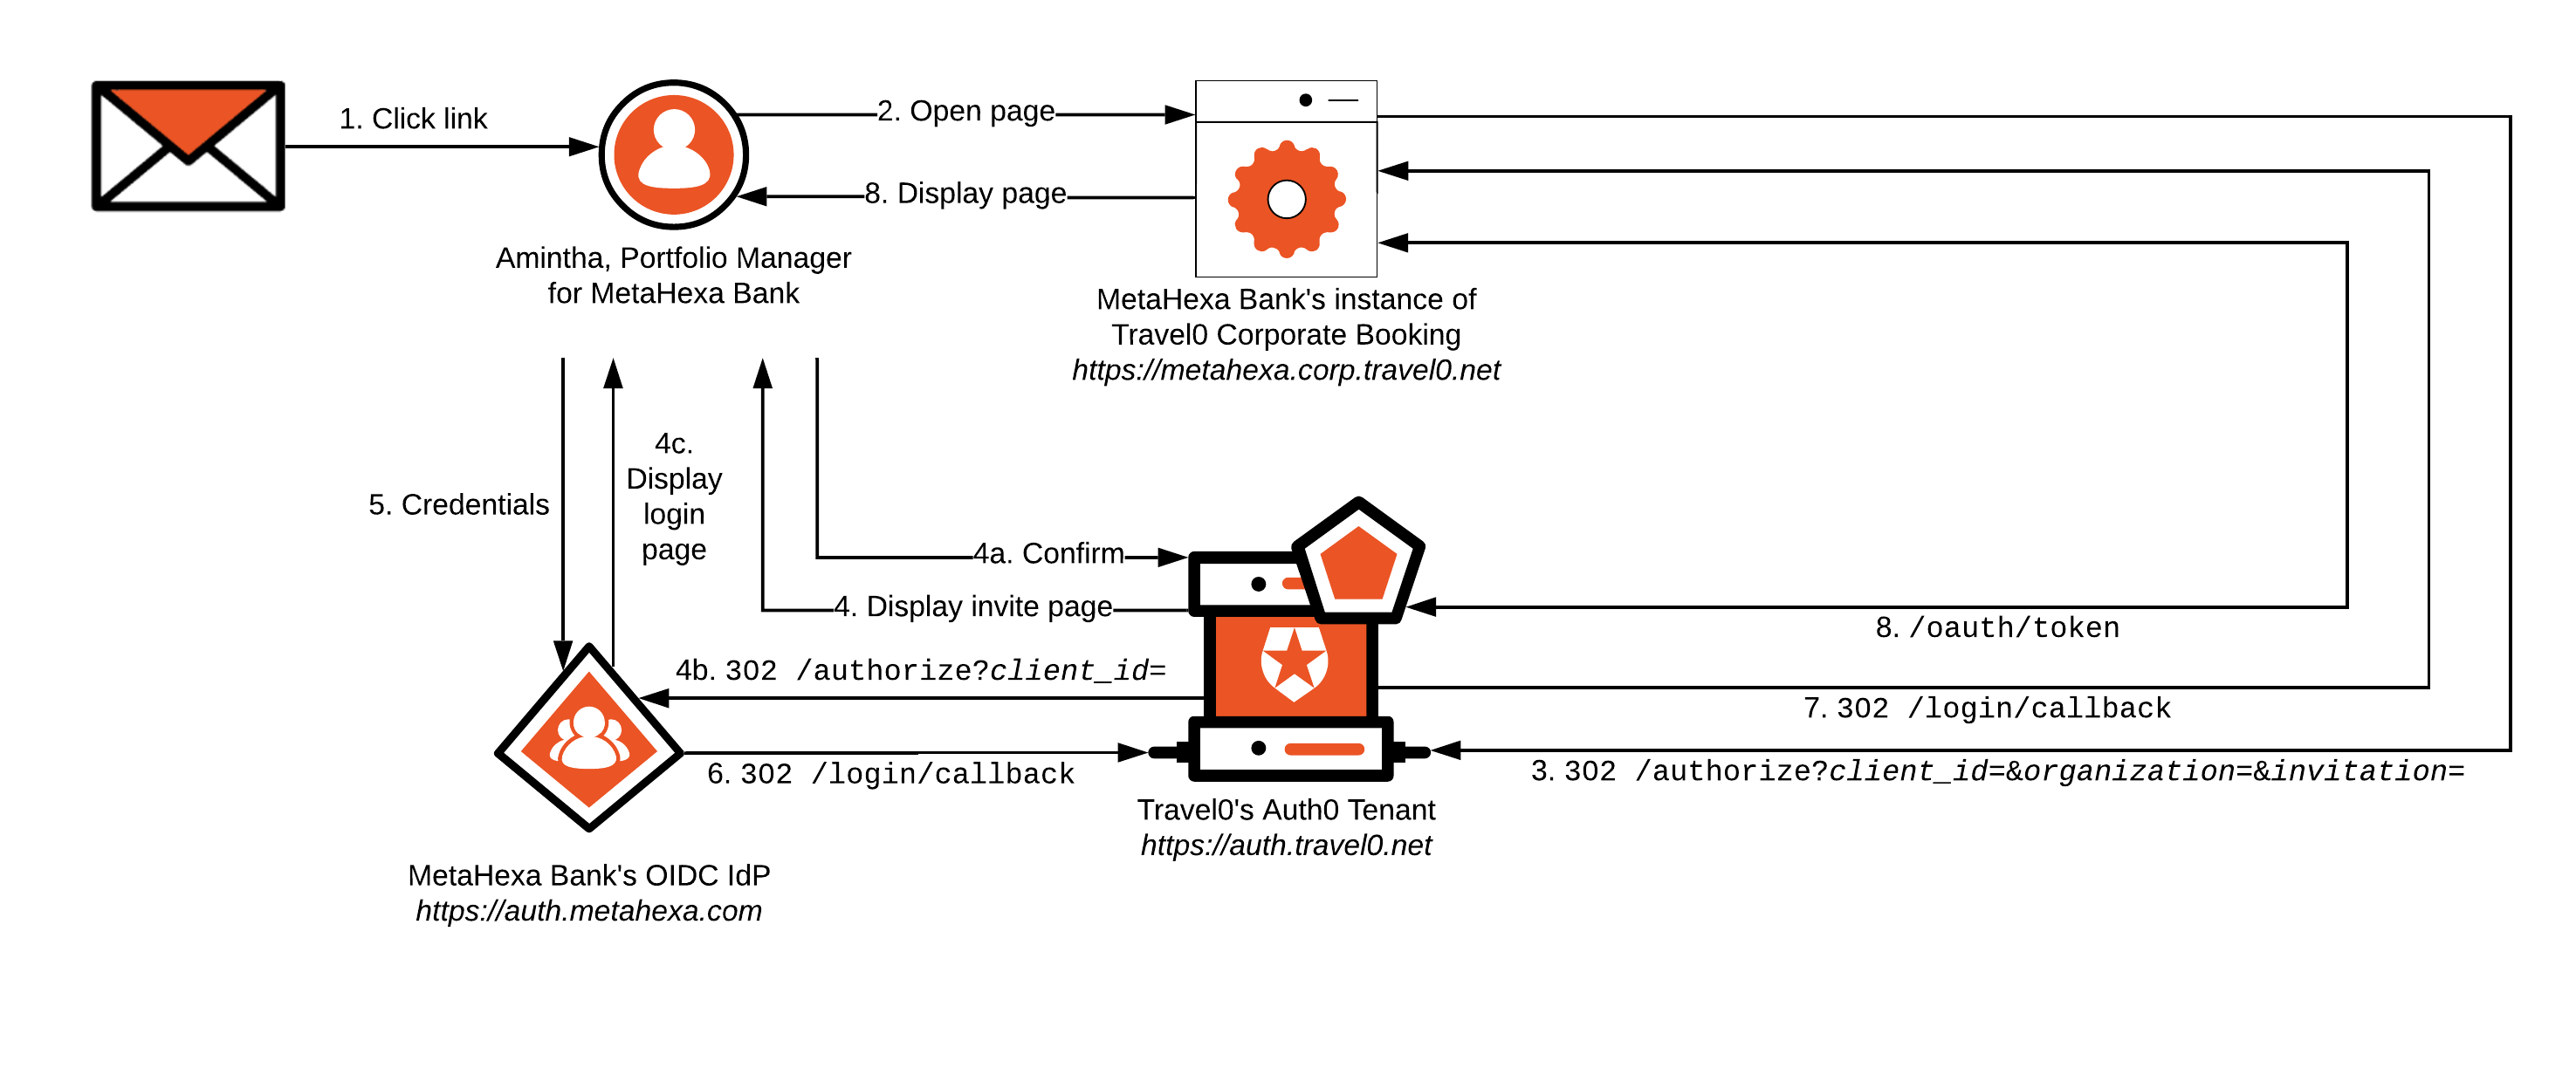 1. Click link
2. Open page
8. Display page
Amintha, Portfolio Manager
for MetaHexa Bank
MetaHexa Bank's instance of
Travel0 Corporate Booking
https://metahexa.corp.travel0.net
4c.
Display
login
page
5. Credentials
4a. Confirm
4. Display invite page
8. /oauth/token
4b. 302 /authorize?client_id=
7. 302 /login/callback
6. 302 /login/callback
3. 302 /authorize?client_id=&organization=&invitation=
Travel0's Auth0 Tenant
https://auth.travel0.net
MetaHexa Bank's OIDC IdP
https://auth.metahexa.com